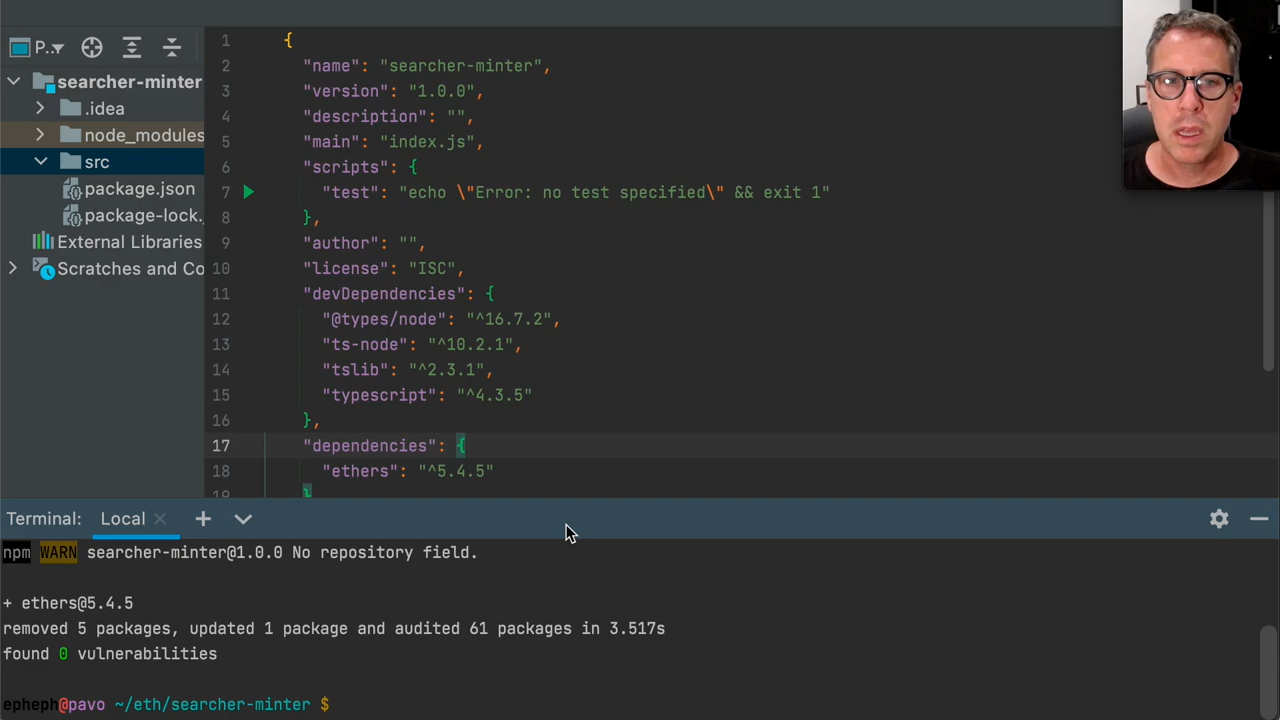 P..
searcher-minter
.idea
node_modules
src
package.json
package-lock.
External Libraries
Scratches and Co
1 {
2 "name": "searcher-minter",
3 "version": "1.0.0",
4 "description": "",
5 "main": "index.js",
6 "scripts": {
7 "test": "echo \"Error: no test specified\" && exit 1"
8 },
9 "author": "",
10 "license": "ISC",
11 "devDependencies": {
12 "@types/node": "^16.7.2",
13 "ts-node": "^10.2.1",
14 "tslib": "^2.3.1",
15 "typescript": "^4.3.5"
16 },
17 "dependencies": {
18 "ethers": "^5.4.5"
19 }
Terminal: Local
npm WARN searcher-minter@1.0.0 No repository field.
+ ethers@5.4.5
removed 5 packages, updated 1 package and audited 61 packages in 3.517s
found 0 vulnerabilities
epheph@pavo ~/eth/searcher-minter $